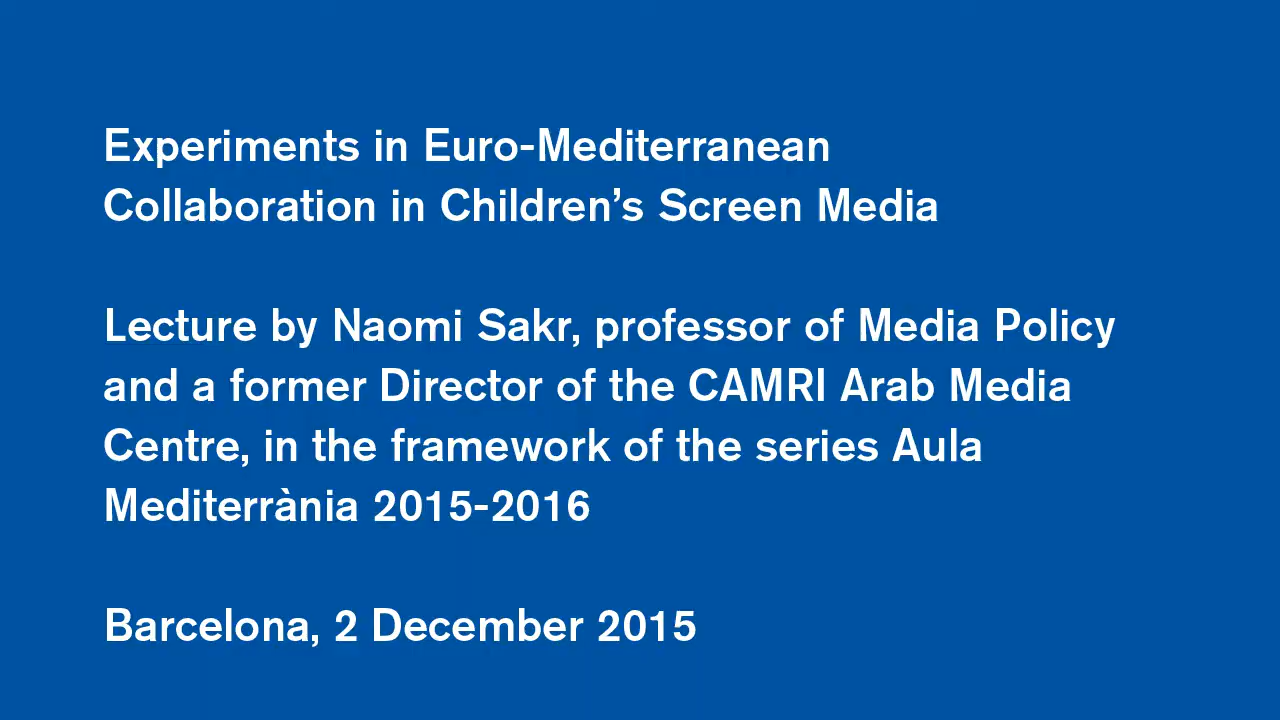 Experiments in Euro-Mediterranean
Collaboration in Children’s Screen Media
Lecture by Naomi Sakr, professor of Media Policy
and a former Director of the CAMRI Arab Media
Centre, in the framework of the series Aula
Mediterrània 2015-2016
Barcelona, 2 December 2015